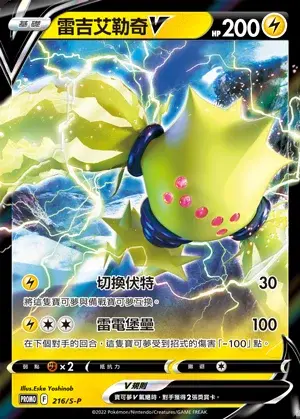 基礎 雷吉艾勒奇V HP 200
切換伏特 30
將這隻寶可夢與備戰寶可夢互換。
雷電堡壘 100
在下個對手的回合，這隻寶可夢受到招式的傷害「-100」點。
弱點 ×2 抵抗力 撤退
V規則
寶可夢V氣絕時，對手獲得2張獎賞卡。
Illus.Eske Yoshinob
PROMO F 216/S-P
©2022 Pokémon/Nintendo/Creatures/GAME FREAK